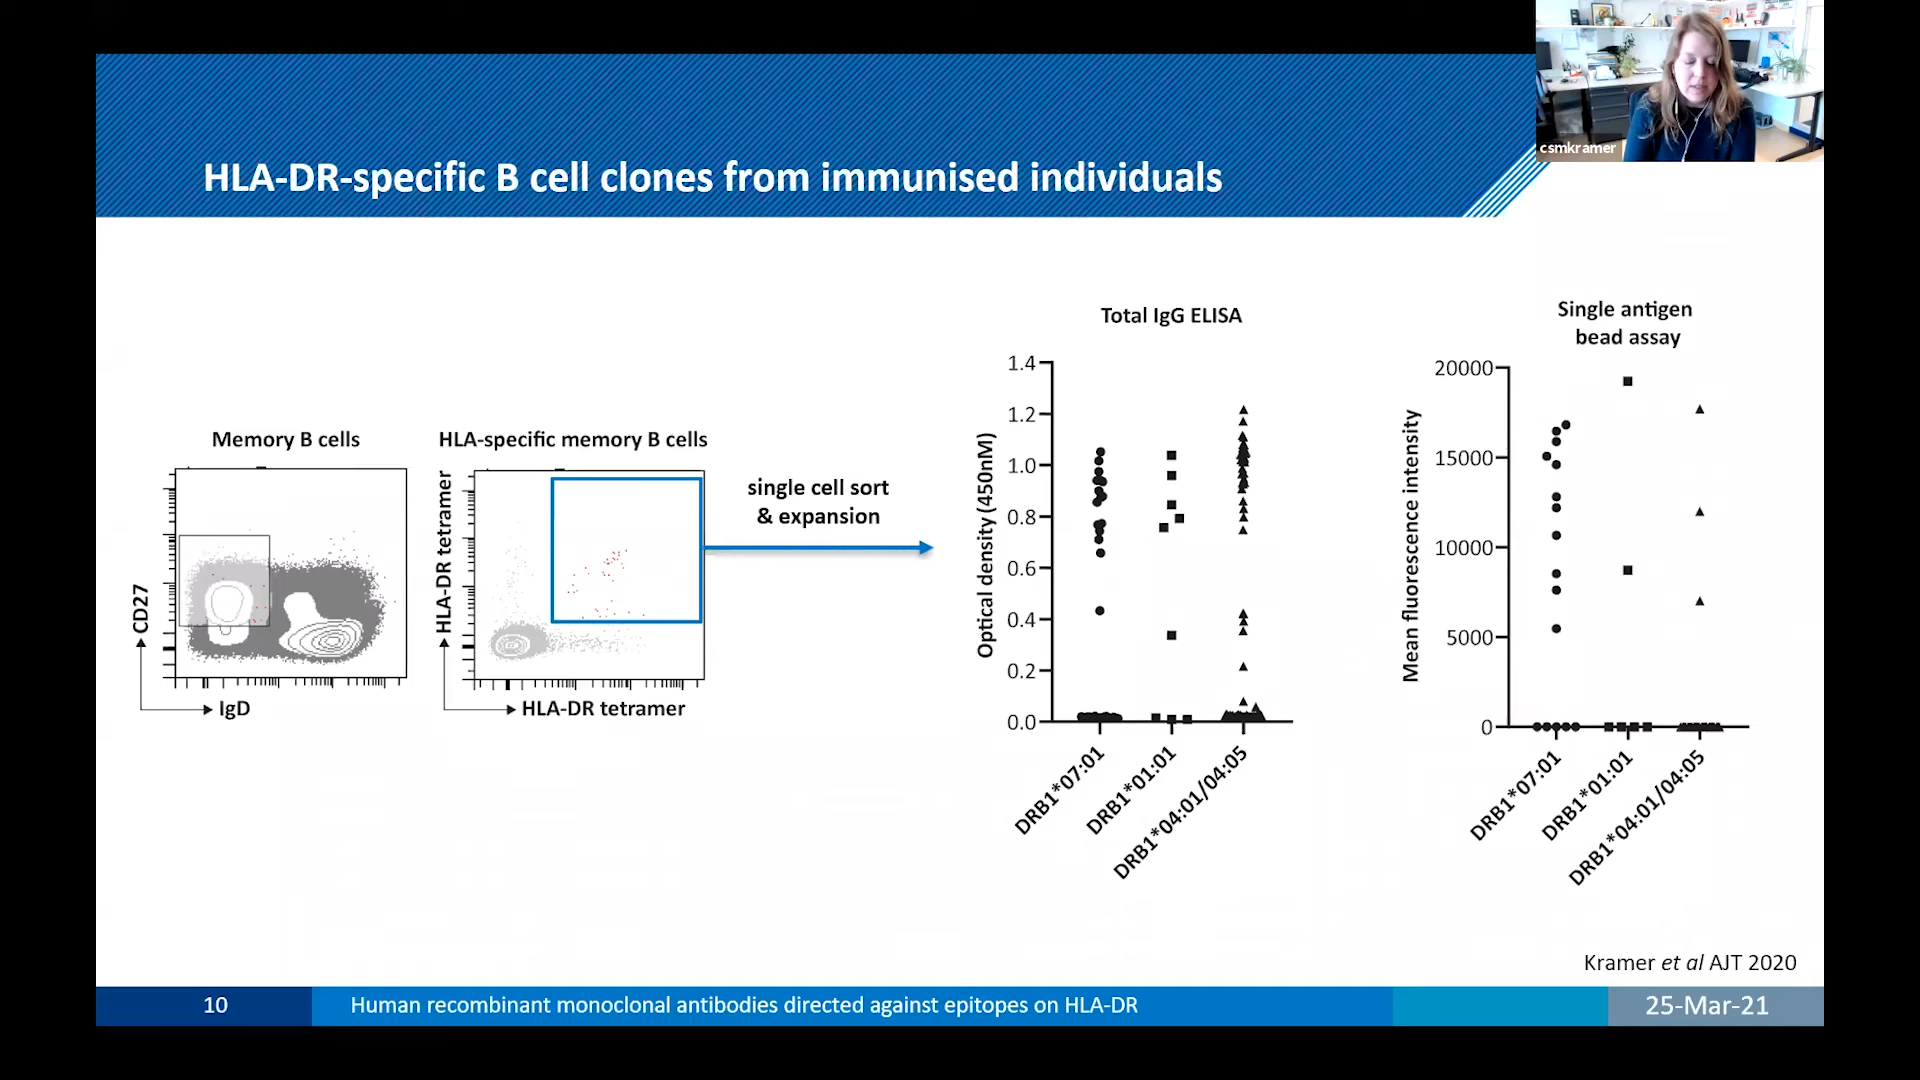 csmkramer
HLA-DR-specific B cell clones from immunised individuals
Memory B cells
CD27
IgD
HLA-specific memory B cells
HLA-DR tetramer
HLA-DR tetramer
single cell sort
& expansion
Total IgG ELISA
Optical density (450nM)
1.4
1.2
1.0
0.8
0.6
0.4
0.2
0.0
DRB1*07:01
DRB1*01:01
DRB1*04:01/04:05
Single antigen
bead assay
Mean fluorescence intensity
20000
15000
10000
5000
0
DRB1*07:01
DRB1*01:01
DRB1*04:01/04:05
Kramer et al AJT 2020
10
Human recombinant monoclonal antibodies directed against epitopes on HLA-DR
25-Mar-21